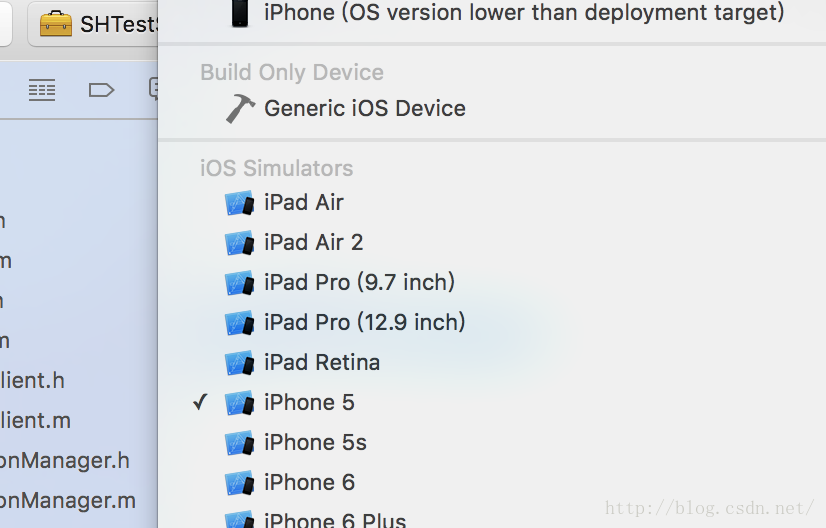 iPhone (OS version lower than deployment target)
SHTestS
Build Only Device
Generic iOS Device
iOS Simulators
iPad Air
iPad Air 2
iPad Pro (9.7 inch)
iPad Pro (12.9 inch)
iPad Retina
iPhone 5
iPhone 5s
iPhone 6
iPhone 6 Plus
m
lient.h
lient.m
onManager.h
onManager.m
http://blog.csdn.net/